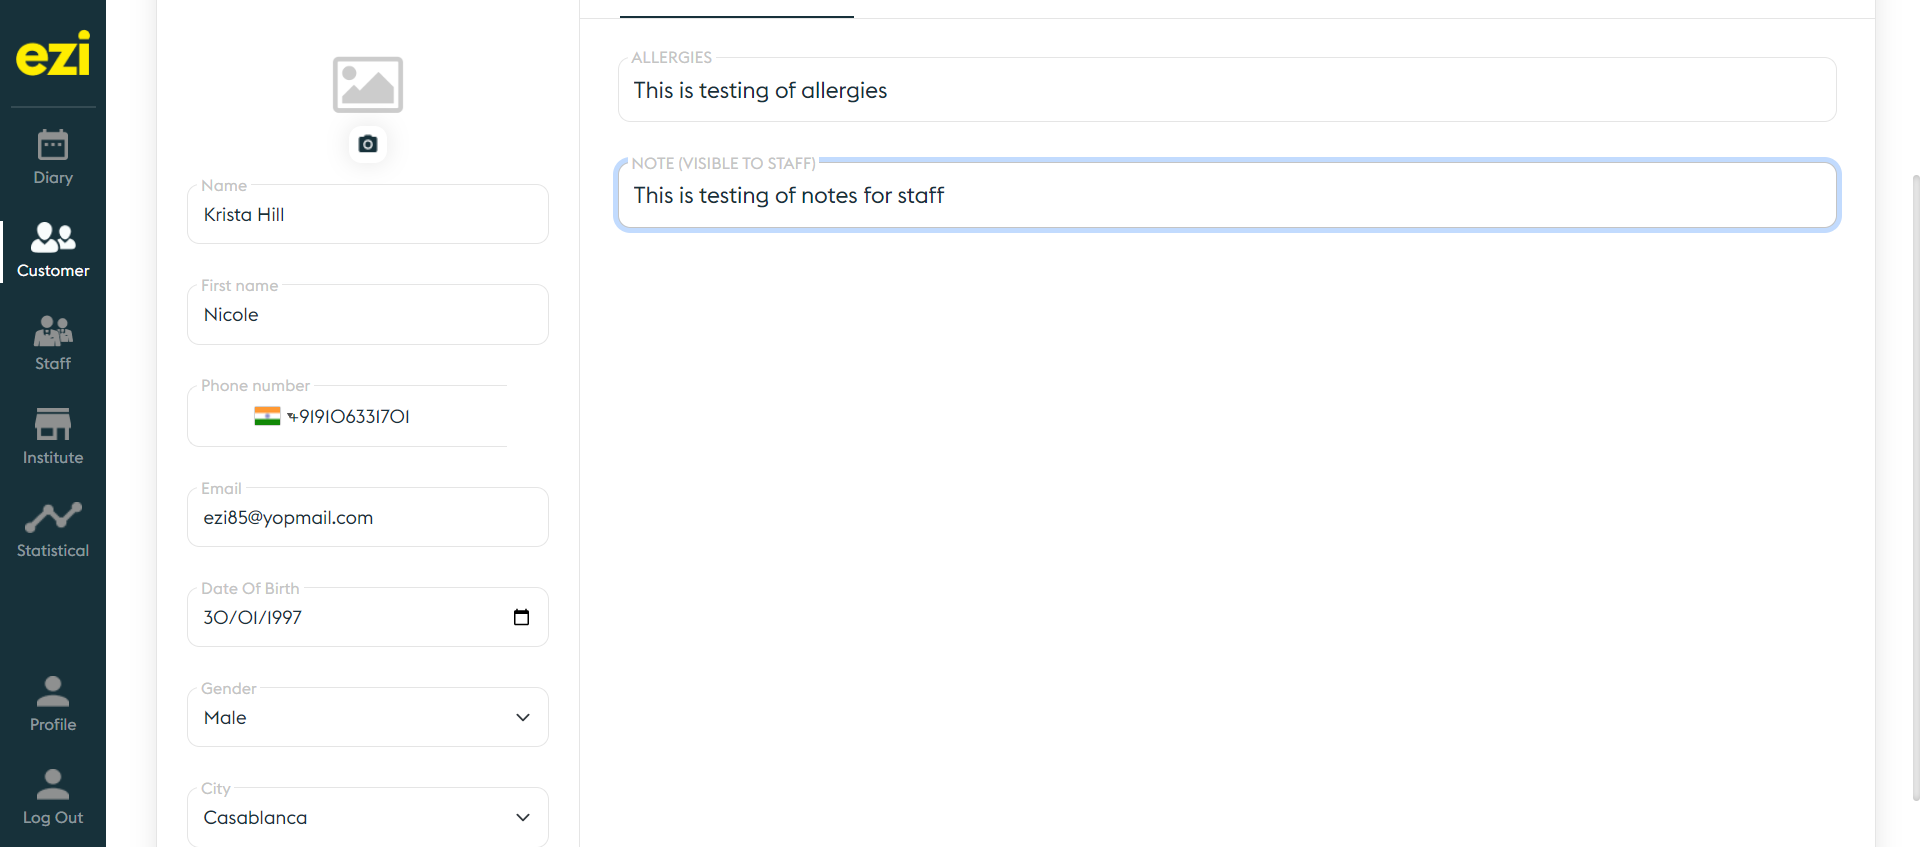 ezi
Diary
Customer
Staff
Institute
Statistical
Profile
Log Out
Name
Krista Hill
First name
Nicole
Phone number
+919106331701
Email
ezi85@yopmail.com
Date Of Birth
30/01/1997
Gender
Male
City
Casablanca
ALLERGIES
This is testing of allergies
NOTE (VISIBLE TO STAFF)
This is testing of notes for staff